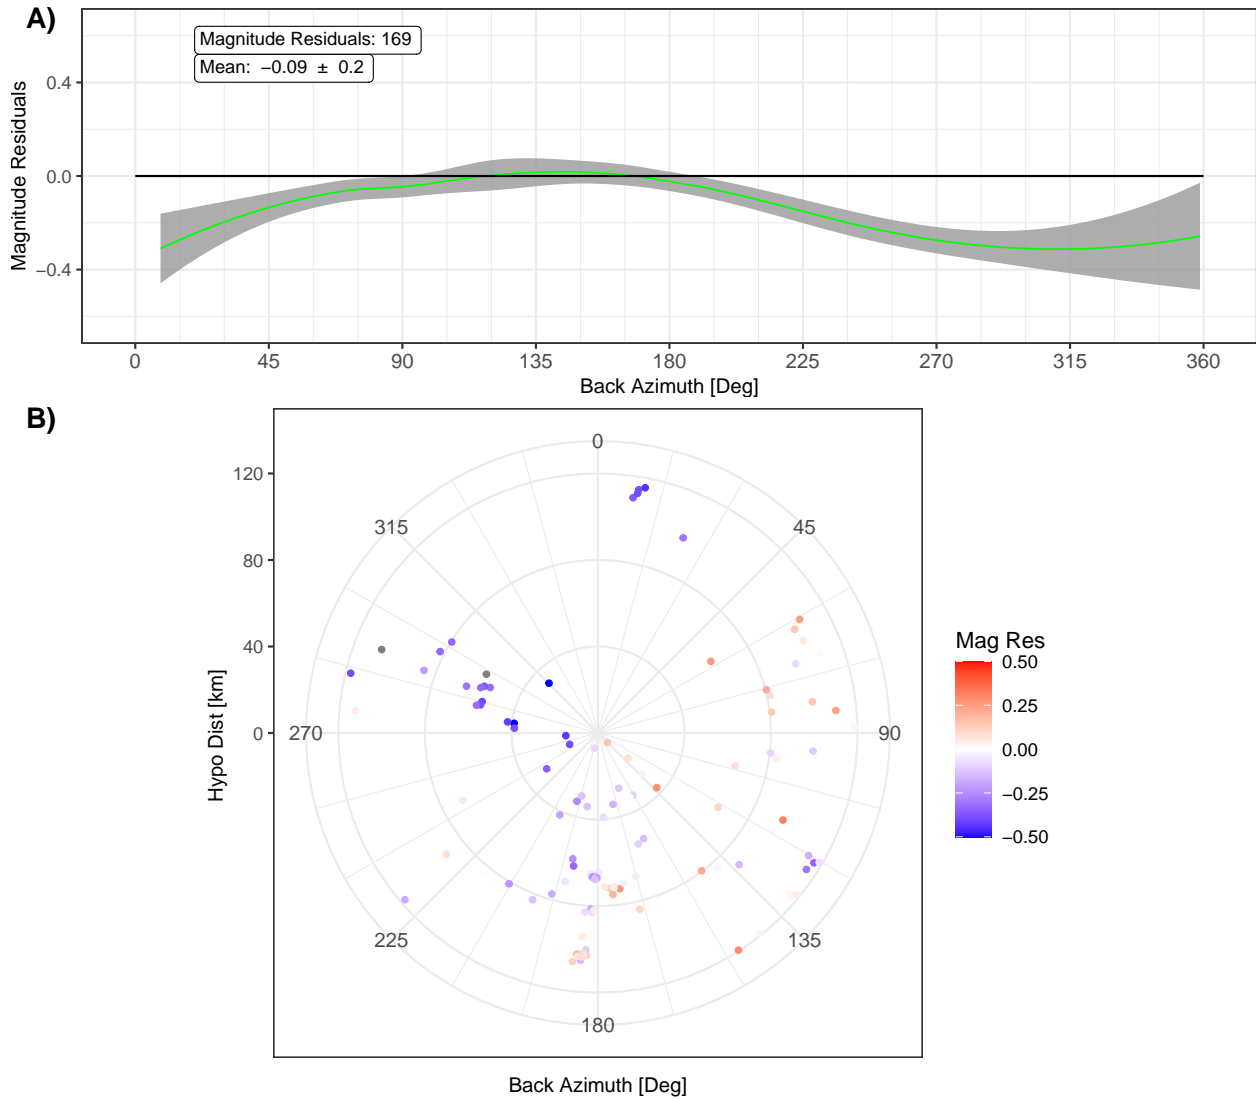 A)
Magnitude Residuals: 169
Mean: −0.09 ± 0.2
Magnitude Residuals
0.4
0.0
−0.4
0 45 90 135 180 225 270 315 360
Back Azimuth [Deg]
B)
Hypo Dist [km]
120
80
40
0
0
45
90
135
180
225
270
315
Back Azimuth [Deg]
Mag Res
0.50
0.25
0.00
−0.25
−0.50